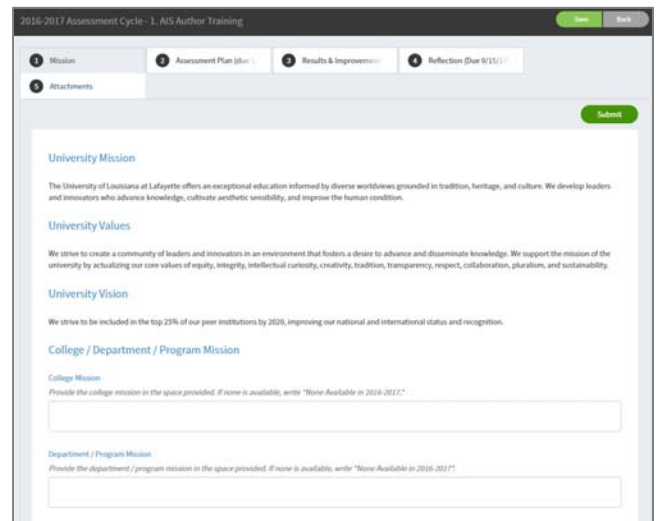 2016-2017 Assessment Cycle - 1. AIS Author Training
Save
Back
1 Mission
2 Assessment Plan (due
3 Results & Improvement
4 Reflection (Due 9/15/17
5 Attachments
Submit
University Mission
The University of Louisiana at Lafayette offers an exceptional education informed by diverse worldviews grounded in tradition, heritage, and culture. We develop leaders
and innovators who advance knowledge, cultivate aesthetic sensibility, and improve the human condition.
University Values
We strive to create a community of leaders and innovators in an environment that fosters a desire to advance and disseminate knowledge. We support the mission of the
university by actualizing our core values of equity, integrity, intellectual curiosity, creativity, tradition, transparency, respect, collaboration, pluralism, and sustainability.
University Vision
We strive to be included in the top 25% of our peer institutions by 2020, improving our national and international status and recognition.
College / Department / Program Mission
College Mission
Provide the college mission in the space provided. If none is available, write "None Available in 2016-2017."
Department / Program Mission
Provide the department / program mission in the space provided. If none is available, write "None Available in 2016-2017".